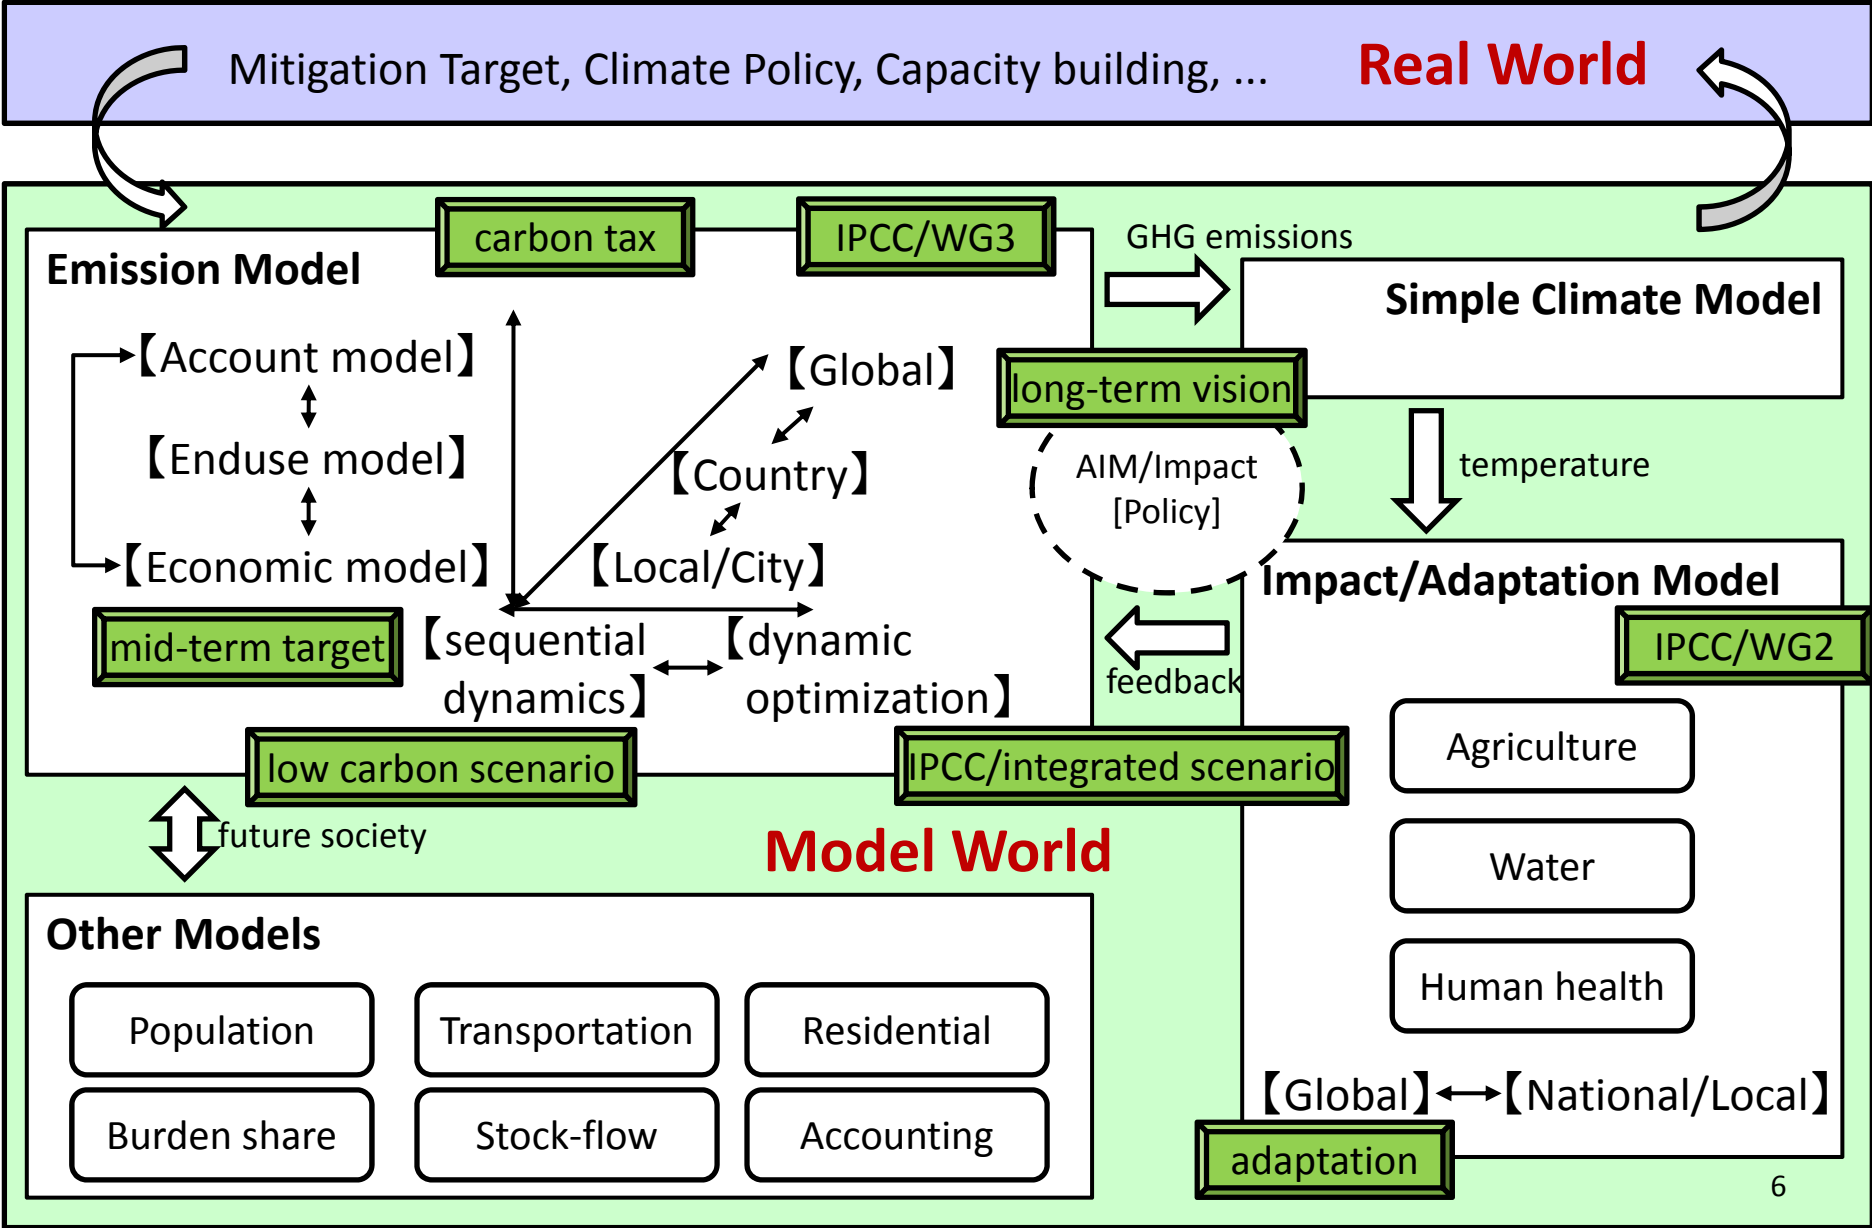 Mitigation Target, Climate Policy, Capacity building, ...
Real World
carbon tax
IPCC/WG3
GHG emissions
Emission Model
Simple Climate Model
【Account model】
【Global】
long-term vision
【Enduse model】
【Country】
AIM/Impact
[Policy]
temperature
【Economic model】
【Local/City】
Impact/Adaptation Model
mid-term target
【sequential
dynamics】
【dynamic
optimization】
feedback
IPCC/WG2
Agriculture
low carbon scenario
IPCC/integrated scenario
future society
Model World
Water
Other Models
Human health
Population
Transportation
Residential
【Global】
【National/Local】
Burden share
Stock-flow
Accounting
adaptation
6